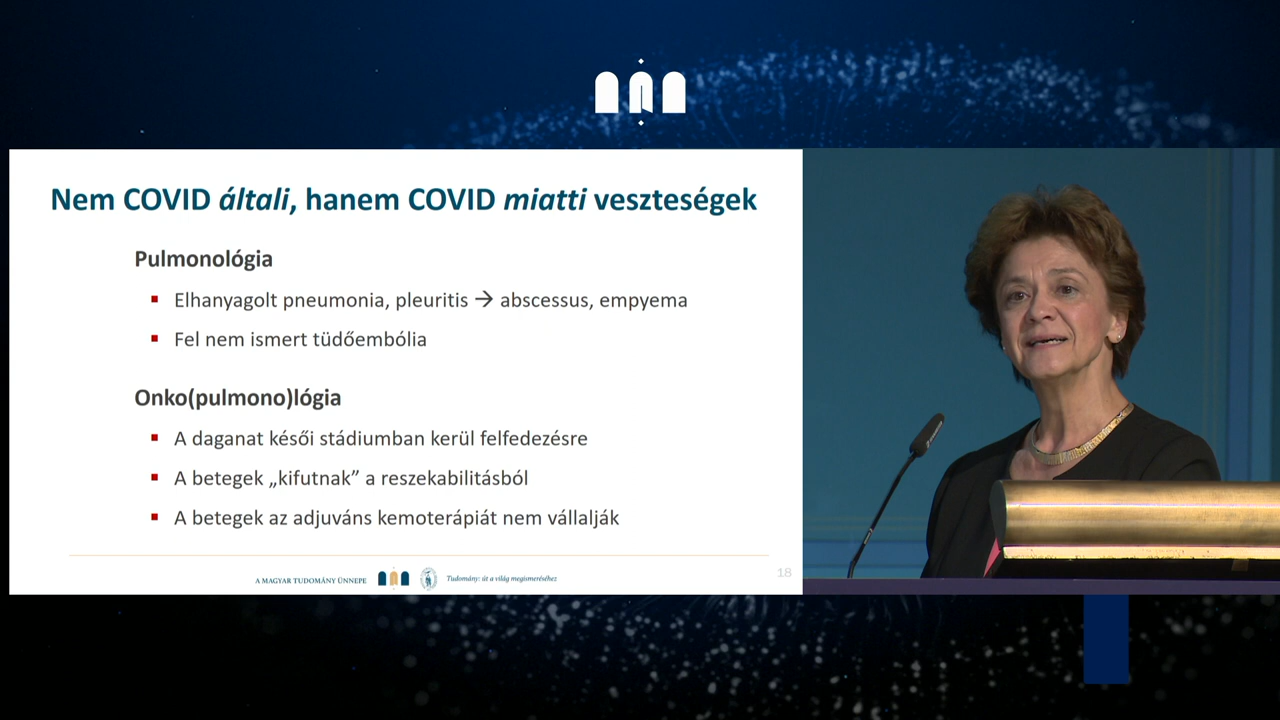 Nem COVID általi, hanem COVID miatti veszteségek
Pulmonológia
Elhanyagolt pneumonia, pleuritis → abscessus, empyema
Fel nem ismert tüdőembólia
Onko(pulmono)lógia
A daganat késői stádiumban kerül felfedezésre
A betegek „kifutnak” a reszekabilitásból
A betegek az adjuváns kemoterápiát nem vállalják
A MAGYAR TUDOMÁNY ÜNNEPE
Tudomány: út a világ megismeréséhez
18